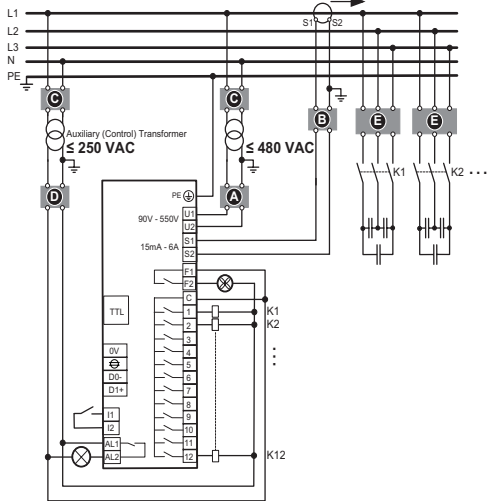 L1
S1 S2
L2
L3
N
PE
C C
B E E
Auxiliary (Control) Transformer
≤ 250 VAC ≤ 480 VAC
K1 K2 ...
D A
PE
90V - 550V U1
U2
15mA - 6A S1
S2
F1
F2
C
TTL 1 K1
2 K2
3
0V 4
5
D0- 6
D1+ 7
8
I1 9
I2 10
AL1 11
AL2 12 K12